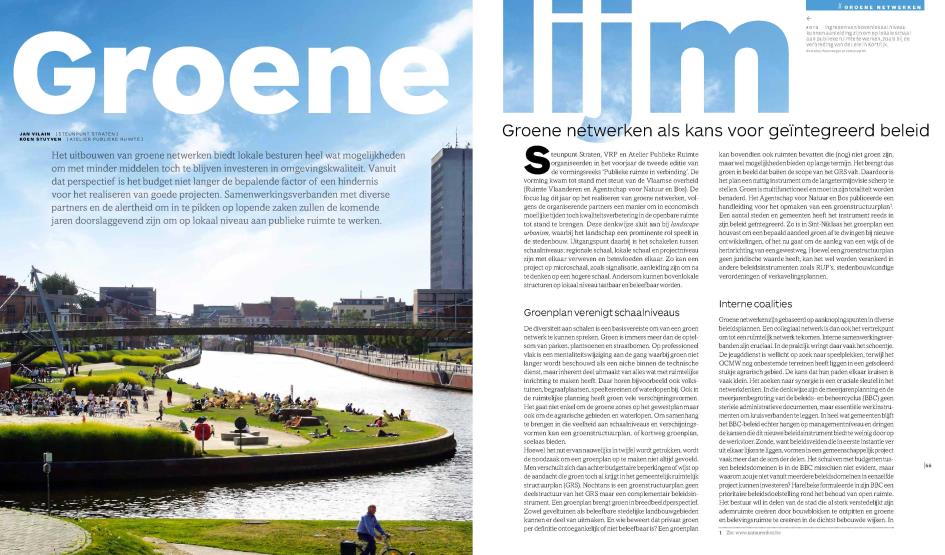 Groene
lijm
JAN VILAIN [STEUNPUNT STRATEN]
KOEN STUYVEN [ATELIER PUBLIEKE RUIMTE]
Het uitbouwen van groene netwerken biedt lokale besturen heel wat mogelijkheden
om met minder middelen toch te blijven investeren in omgevingskwaliteit. Vanuit
dat perspectief is het budget niet langer de bepalende factor of een hindernis
voor het realiseren van goede projecten. Samenwerkingsverbanden met diverse
partners en de alertheid om in te pikken op lopende zaken zullen de komende
jaren doorslaggevend zijn om op lokaal niveau aan publieke ruimte te werken.
GROENE NETWERKEN
Ingrepen van bovenlokaal niveau
kunnen aanleiding zijn om op lokale schaal
aan publieke ruimte te werken, zoals bij de
verbreding van de Leie in Kortrijk.
Groene netwerken als kans voor geïntegreerd beleid
Steunpunt Straten, VRP en Atelier Publieke Ruimte
organiseerden in het voorjaar de tweede editie van
de vormingsreeks 'Publieke ruimte in verbinding'. De
vorming kwam tot stand met steun van de Vlaamse overheid
(Ruimte Vlaanderen en Agentschap voor Natuur en Bos). De
focus lag dit jaar op het realiseren van groene netwerken, vol-
gens de organiserende partners een manier om in economisch
moeilijke tijden toch kwaliteitsverbetering in de openbare ruimte
tot stand te brengen. Deze denkwijze sluit aan bij landscape
urbanism, waarbij het landschap een prominente rol speelt in
de stedenbouw. Uitgangspunt daarbij is het schakelen tussen
schaalniveaus: regionale schaal, lokale schaal en projectniveau
zijn met elkaar verweven en beïnvloeden elkaar. Zo kan een
project op microschaal, zoals signalisatie, aanleiding zijn om na
te denken op een hogere schaal. Andersom kunnen bovenlokale
structuren op lokaal niveau tastbaar en beleefbaar worden.
Groenplan verenigt schaalniveaus
De diversiteit aan schalen is een basisvereiste om van een groen
netwerk te kunnen spreken. Groen is immers meer dan de optel-
som van parken, plantsoenen en straatbomen. Op professioneel
vlak is een mentaliteitswijziging aan de gang waarbij groen niet
langer wordt beschouwd als een niche binnen de technische
dienst, maar inherent deel uitmaakt van alles wat met ruimtelijke
inrichting te maken heeft. Daar horen bijvoorbeeld ook volks-
tuinen, begraafplaatsen, speelterreinen of waterlopen bij. Ook in
de ruimtelijke planning heeft groen vele verschijningsvormen.
Het gaat niet enkel om de groene zones op het gewestplan maar
ook om de agrarische gebieden en waterlopen. Om samenhang
te brengen in die veelheid aan schaalniveaus en verschijnings-
vormen kan een groenstructuurplan, of kortweg groenplan,
soelaas bieden.
Hoewel het nut ervan nauwelijks in twijfel wordt getrokken, wordt
de noodzaak om een groenplan op te maken niet altijd gevoeld.
Men verschuilt zich dan achter budgettaire beperkingen of wijst op
de aandacht die groen toch al krijgt in het gemeentelijk ruimtelijk
structuurplan (GRS). Nochtans is een groenstructuurplan geen
deelstructuur van het GRS maar een complementair beleidsin-
strument. Een groenplan brengt groen in breedbeeldperspectief.
Zowel geveltuinen als beleefbare stedelijke landbouwgebieden
kunnen er deel van uitmaken. En wie beweert dat privaat groen
per definitie ontoegankelijk of niet beleefbaar is? Een groenplan
kan bovendien ook ruimten bevatten die (nog) niet groen zijn,
maar wel mogelijkheden bieden op lange termijn. Het brengt dus
groen in beeld dat buiten de scope van het GRS valt. Daardoor is
het plan een nuttig instrument om de langetermijnvisie scherp te
stellen. Groen is multifunctioneel en moet in zijn totaliteit worden
benaderd. Het Agentschap voor Natuur en Bos publiceerde een
handleiding voor het opmaken van een groenstructuurplan¹.
Een aantal steden en gemeenten heeft het instrument reeds in
zijn beleid geïntegreerd. Zo is in Sint-Niklaas het groenplan een
houvast om een bepaald aandeel groen af te dwingen bij nieuwe
ontwikkelingen, of het nu gaat om de aanleg van een wijk of de
herinrichting van een gewestweg. Hoewel een groenstructuurplan
geen juridische waarde heeft, kan het wel worden verankerd in
andere beleidsinstrumenten zoals RUP's, stedenbouwkundige
verordeningen of verkavelingsplannen.
Interne coalities
Groene netwerken zijn gebaseerd op aanknopingspunten in diverse
beleidsplannen. Een collegiaal netwerk is dan ook het vertrekpunt
om tot een ruimtelijk netwerk te komen. Interne samenwerkingsver-
banden zijn cruciaal. In de praktijk wringt daar vaak het schoentje.
De jeugddienst is wellicht op zoek naar speelplekken, terwijl het
OCMW nog onbestemde terreinen heeft liggen in een geïsoleerd
stukje agrarisch gebied. De kans dat hun paden elkaar kruisen is
vaak klein. Het zoeken naar synergie is een cruciale sleutel in het
netwerkdenken. In die denkwijze zijn de meerjarenplanning en de
meerjarenbegroting van de beleids- en beheercyclus (BBC) geen
steriele administratieve documenten, maar essentiële werkinstru-
menten om kruisverbanden te leggen. In heel wat gemeenten blijft
het BBC-beleid echter hangen op managementniveau en dringen
de kansen die dit nieuwe beleidsinstrument biedt te weinig door op
de werkvloer. Zonde, want beleidsvelden die in eerste instantie ver
uit elkaar lijken te liggen, vormen in een gemeenschappelijk project
vaak meer dan de som der delen. Het schuiven met budgetten tus-
sen beleidsdomeinen is in de BBC misschien niet evident, maar
waarom zou je niet vanuit meerdere beleidsdomeinen in eenzelfde
project kunnen investeren? Harelbeke formuleerde in zijn BBC een
prioritaire beleidsdoelstelling rond het behoud van open ruimte.
Het bestuur wil in delen van de stad die al sterk verstedelijkt zijn
ademruimte creëren door bouwblokken te ontpitten en groene
en belevingsruimte te creëren in de dichtst bebouwde wijken. In
1 Zie: www.natuurenbos.be